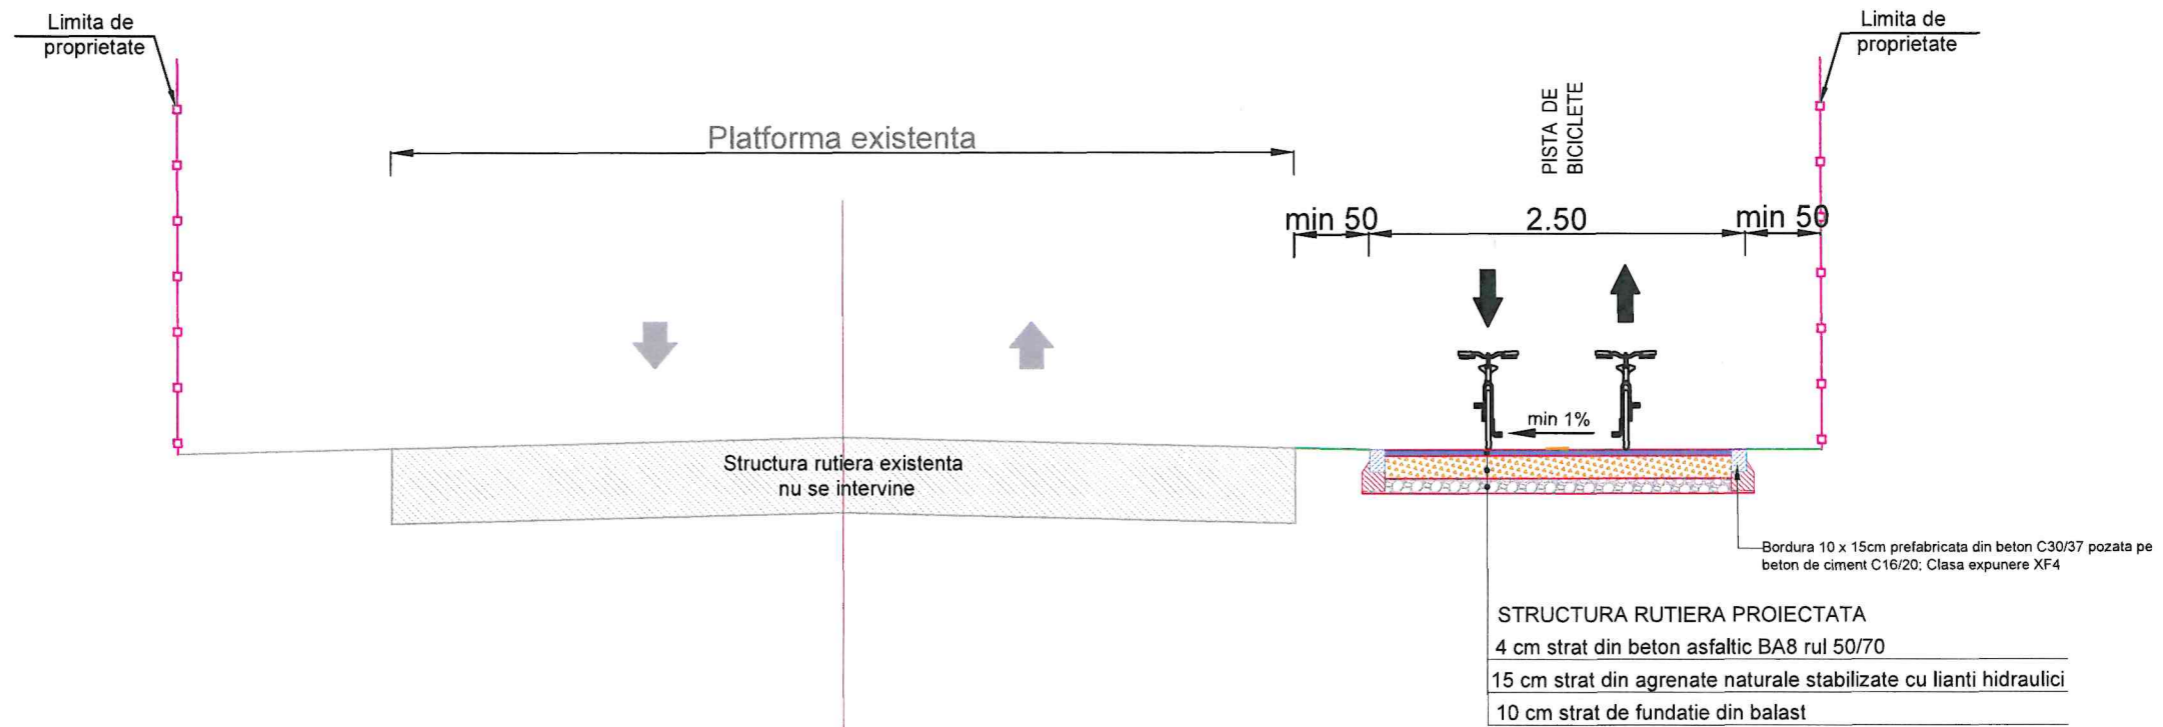 Limita de
proprietate
Limita de
proprietate
Platforma existenta
PISTA DE
BICICLETE
min 50
2.50
min 50
min 1%
Structura rutiera existenta
nu se intervine
Bordura 10 x 15cm prefabricata din beton C30/37 pozata pe
beton de ciment C16/20; Clasa expunere XF4
STRUCTURA RUTIERA PROIECTATA
4 cm strat din beton asfaltic BA8 rul 50/70
15 cm strat din agrenate naturale stabilizate cu lianti hidraulici
10 cm strat de fundatie din balast